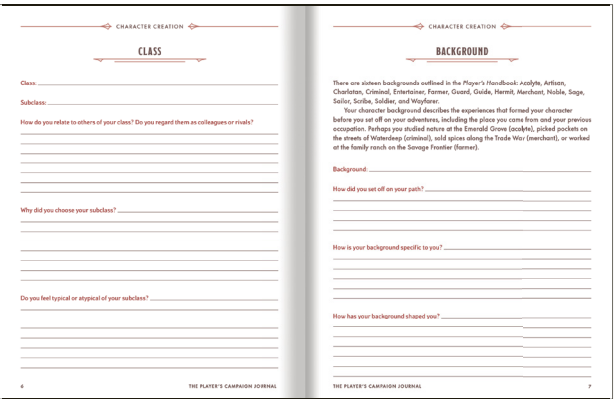 CHARACTER CREATION
CLASS
Class:
Subclass:
How do you relate to others of your class? Do you regard them as colleagues or rivals?
Why did you choose your subclass?
Do you feel typical or atypical of your subclass?
6
THE PLAYER'S CAMPAIGN JOURNAL
CHARACTER CREATION
BACKGROUND
There are sixteen backgrounds outlined in the Player's Handbook: Acolyte, Artisan,
Charlatan, Criminal, Entertainer, Farmer, Guard, Guide, Hermit, Merchant, Noble, Sage,
Sailor, Scribe, Soldier, and Wayfarer.
Your character background describes the experiences that formed your character
before you set off on your adventures, including the place you came from and your previous
occupation. Perhaps you studied nature at the Emerald Grove (acolyte), picked pockets on
the streets of Waterdeep (criminal), sold spices along the Trade War (merchant), or worked
at the family ranch on the Savage Frontier (farmer).
Background:
How did you set off on your path?
How is your background specific to you?
How has your background shaped you?
THE PLAYER'S CAMPAIGN JOURNAL
7